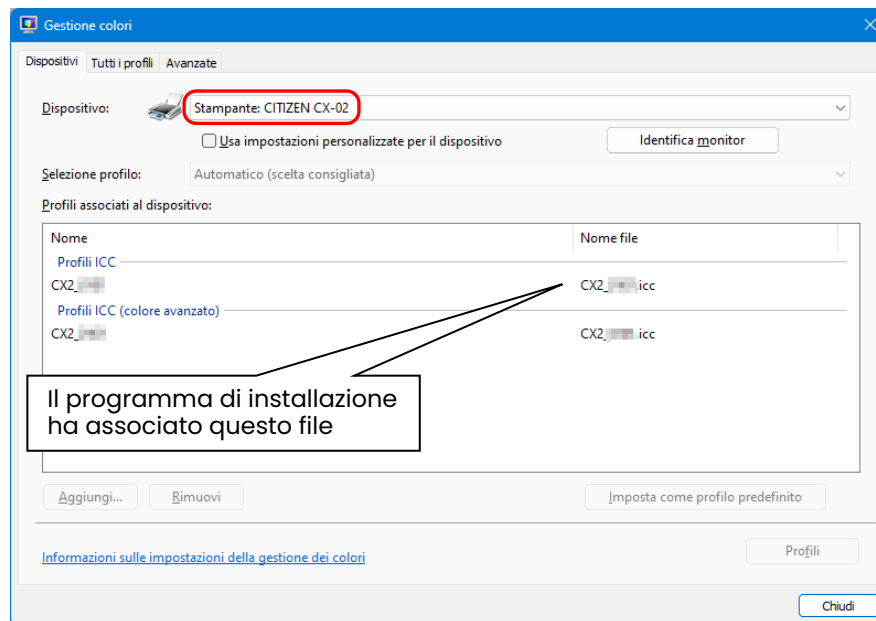 Gestione colori
Dispositivi Tutti i profili Avanzate
Dispositivo: Stampante: CITIZEN CX-02
Usa impostazioni personalizzate per il dispositivo Identifica monitor
Selezione profilo: Automatico (scelta consigliata)
Profili associati al dispositivo:
Nome Nome file
Profili ICC
CX2_ CX2_ .icc
Profili ICC (colore avanzato)
CX2_ CX2_ .icc
Il programma di installazione
ha associato questo file
Aggiungi... Rimuovi Imposta come profilo predefinito
Informazioni sulle impostazioni della gestione dei colori Profili
Chiudi